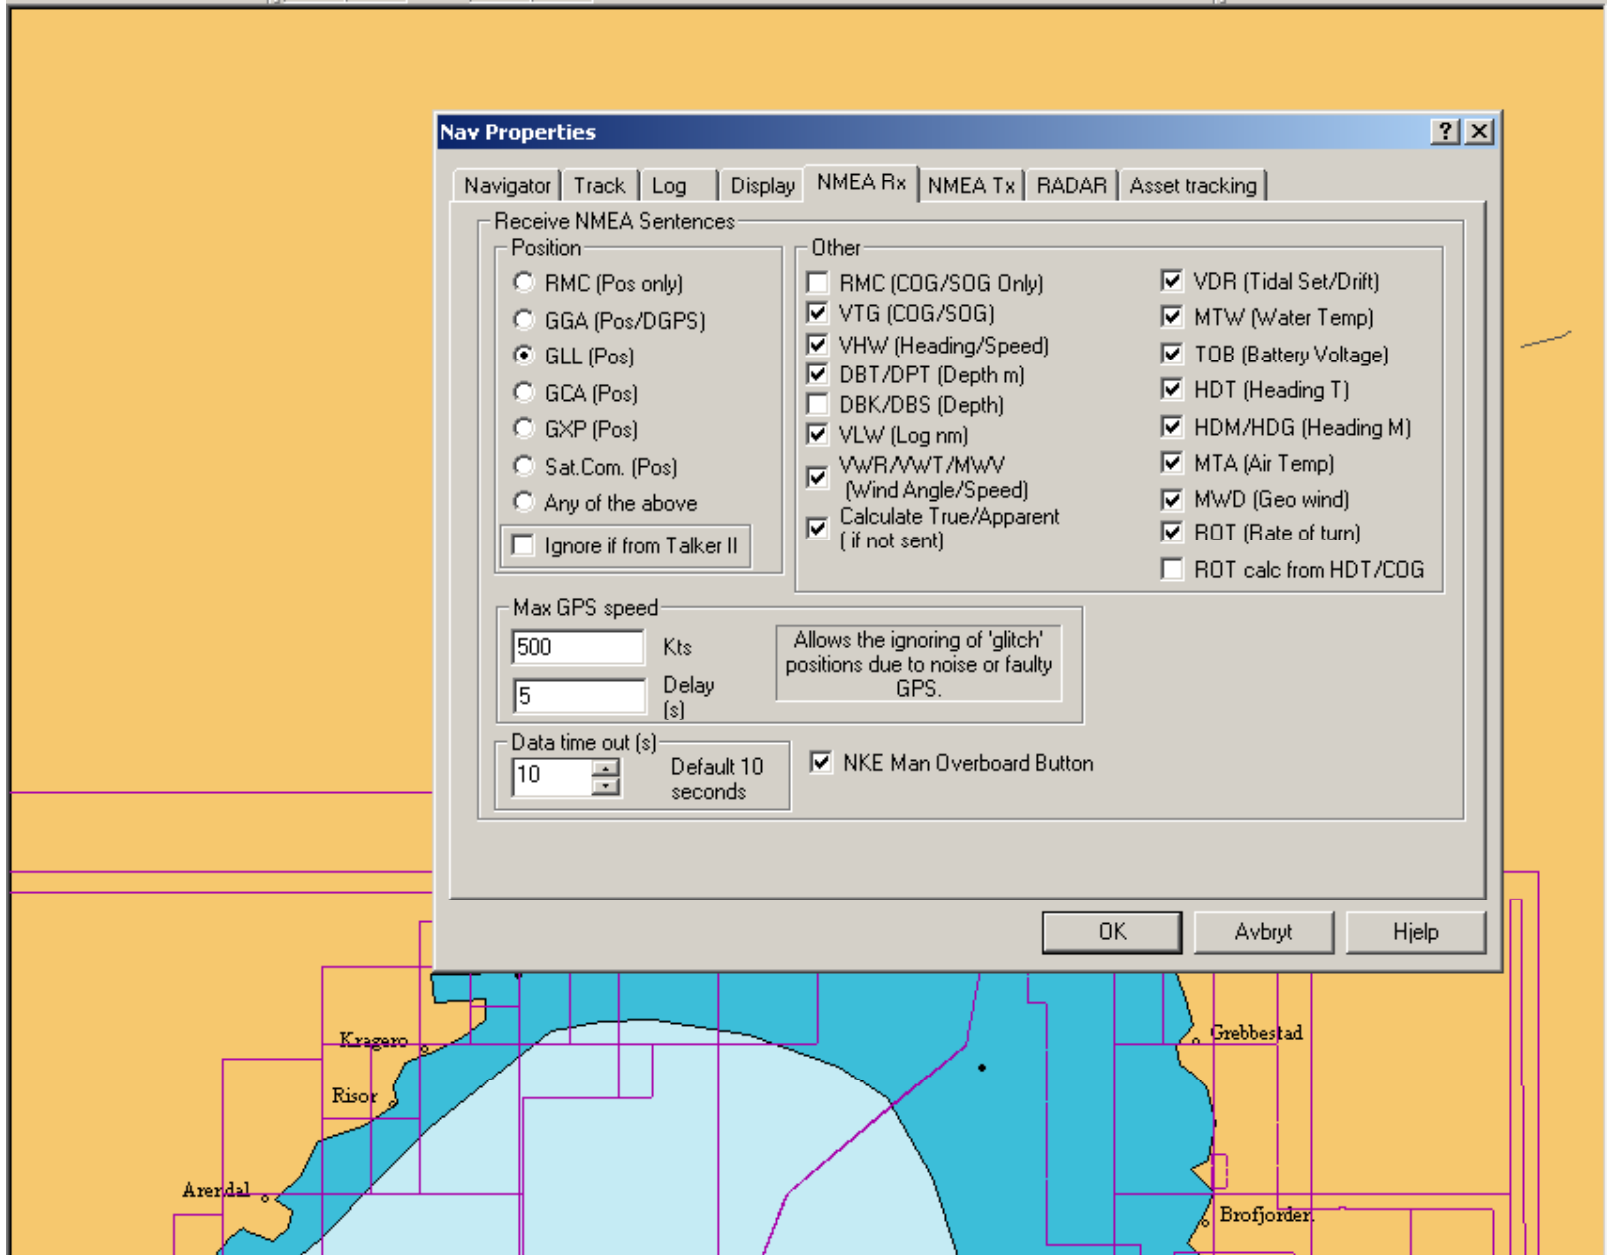 Nav Properties
Navigator Track Log Display NMEA Rx NMEA Tx RADAR Asset tracking
Receive NMEA Sentences
Position
RMC (Pos only)
GGA (Pos/DGPS)
GLL (Pos)
GCA (Pos)
GXP (Pos)
Sat.Com. (Pos)
Any of the above
Ignore if from Talker II
Other
RMC (COG/SOG Only)
VTG (COG/SOG)
VHW (Heading/Speed)
DBT/DPT (Depth m)
DBK/DBS (Depth)
VLW (Log nm)
VWR/VWT/MWV
(Wind Angle/Speed)
Calculate True/Apparent
( if not sent)
VDR (Tidal Set/Drift)
MTW (Water Temp)
TOB (Battery Voltage)
HDT (Heading T)
HDM/HDG (Heading M)
MTA (Air Temp)
MWD (Geo wind)
ROT (Rate of turn)
ROT calc from HDT/COG
Max GPS speed
500 Kts
5 Delay
(s)
Allows the ignoring of 'glitch'
positions due to noise or faulty
GPS.
Data time out (s)
10 Default 10
seconds
NKE Man Overboard Button
OK Avbryt Hjelp
Kragero
Grebbestad
Risor
Arendal
Brofjorden